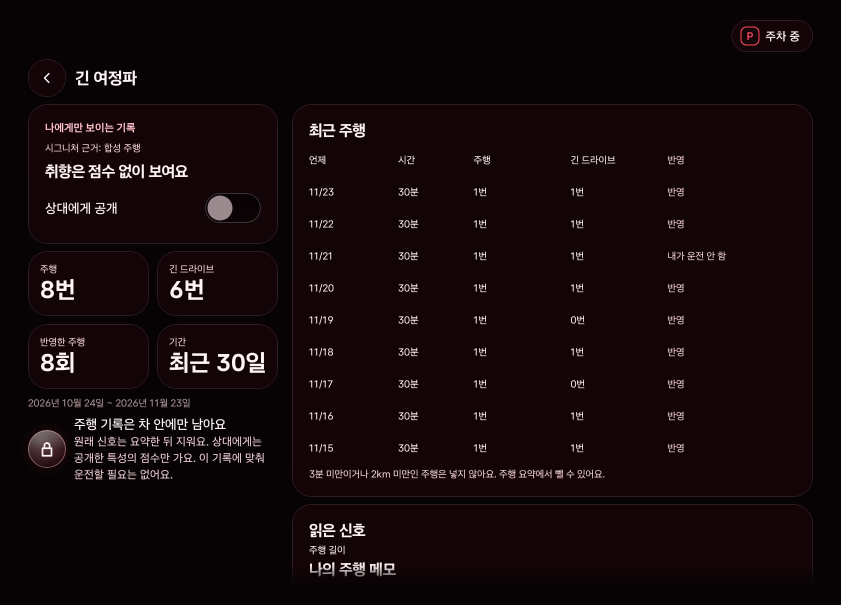 P 주차 중
긴 여정파
나에게만 보이는 기록
시그니처 근거: 합성 주행
취향은 점수 없이 보여요
상대에게 공개
주행
8번
긴 드라이브
6번
반영한 주행
8회
기간
최근 30일
2026년 10월 24일 ~ 2026년 11월 23일
주행 기록은 차 안에만 남아요
원래 신호는 요약한 뒤 지워요. 상대에게는
공개한 특성의 점수만 가요. 이 기록에 맞춰
운전할 필요는 없어요.
최근 주행
언제 시간 주행 긴 드라이브 반영
11/23 30분 1번 1번 반영
11/22 30분 1번 1번 반영
11/21 30분 1번 1번 내가 운전 안 함
11/20 30분 1번 1번 반영
11/19 30분 1번 0번 반영
11/18 30분 1번 1번 반영
11/17 30분 1번 0번 반영
11/16 30분 1번 1번 반영
11/15 30분 1번 1번 반영
3분 미만이거나 2km 미만인 주행은 넣지 않아요. 주행 요약에서 뺄 수 있어요.
읽은 신호
주행 길이
나의 주행 메모